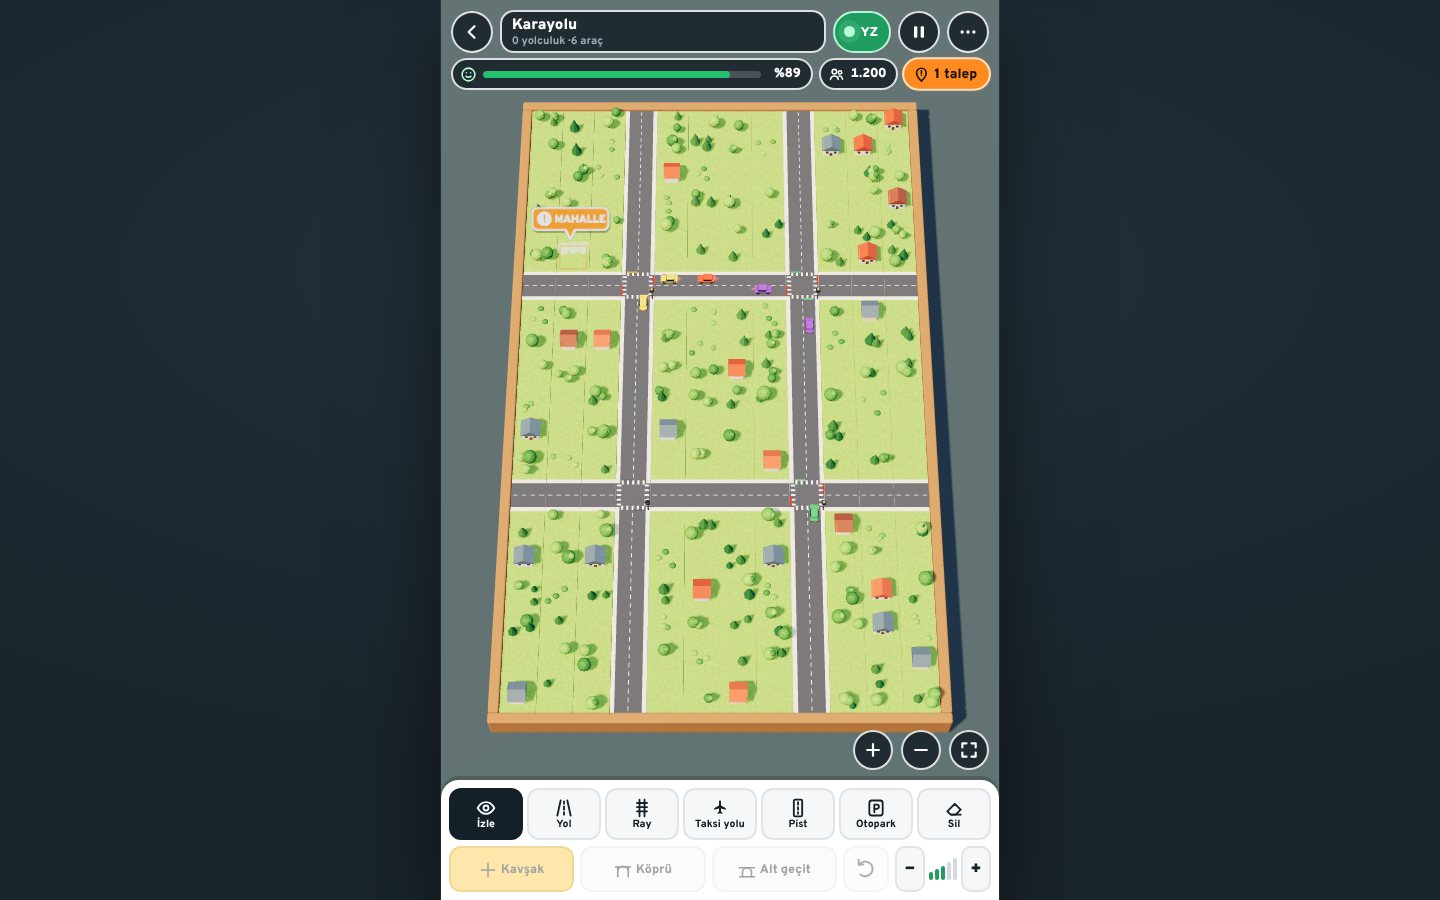 Karayolu
0 yolculuk ·6 araç
YZ
%89
1.200
1 talep
MAHALLE
İzle
Yol
Ray
Taksi yolu
Pist
Otopark
Sil
Kavşak
Köprü
Alt geçit